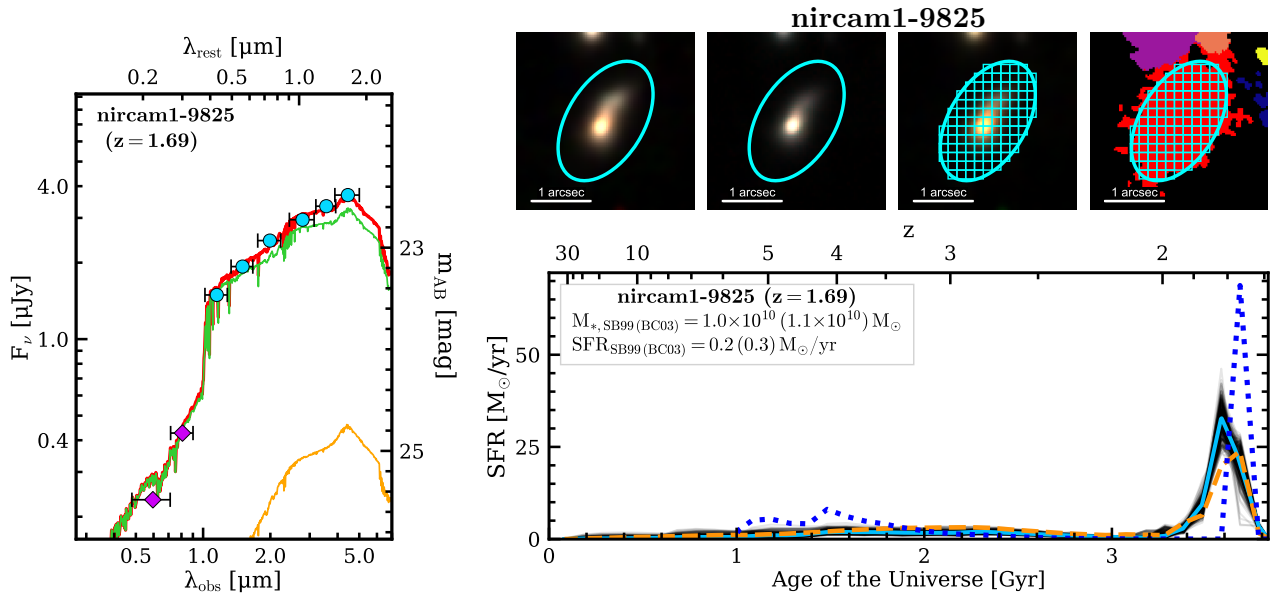 nircam1-9825
λrest [μm]
0.2 0.5 1.0 2.0
nircam1-9825
(z = 1.69)
4.0
1.0
0.4
Fν [μJy]
23
25
mAB [mag]
0.5 1.0 2.0 5.0
λobs [μm]
1 arcsec
1 arcsec
1 arcsec
1 arcsec
z
30 10 5 4 3 2
nircam1-9825 (z = 1.69)
M∗, SB99 (BC03) = 1.0×10¹⁰ (1.1×10¹⁰) M⊙
SFRSB99 (BC03) = 0.2 (0.3) M⊙/yr
50
25
0
SFR [M⊙/yr]
0 1 2 3
Age of the Universe [Gyr]